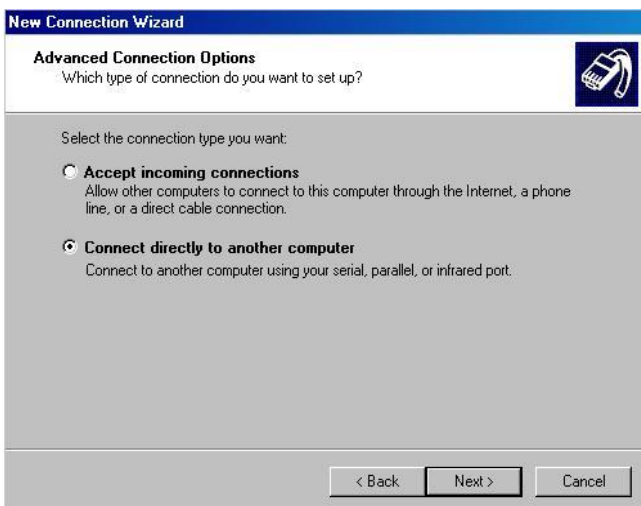 New Connection Wizard
Advanced Connection Options
Which type of connection do you want to set up?
Select the connection type you want:
Accept incoming connections
Allow other computers to connect to this computer through the Internet, a phone
line, or a direct cable connection.
Connect directly to another computer
Connect to another computer using your serial, parallel, or infrared port.
< Back Next > Cancel